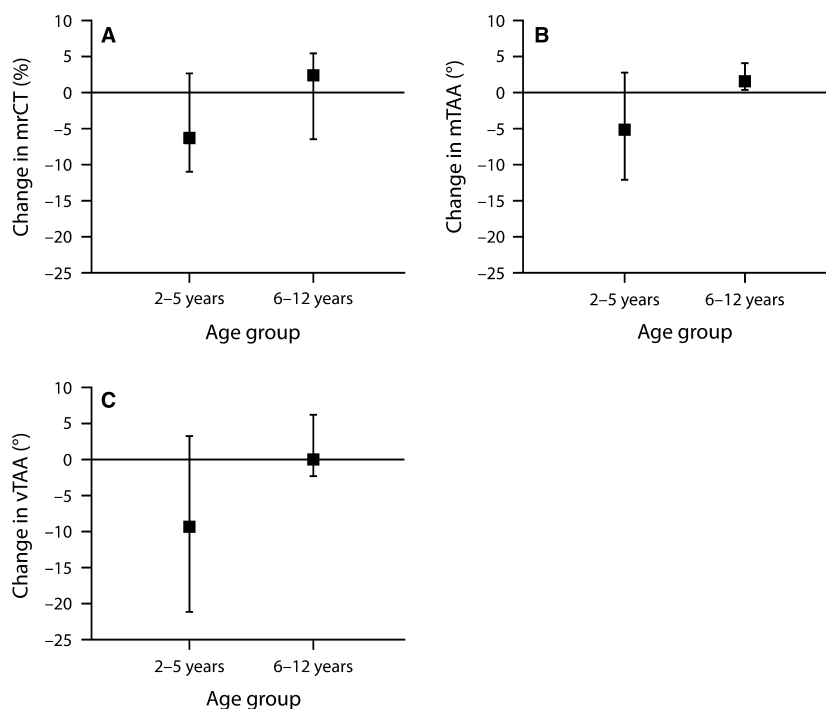 A
Change in mrCT (%)
10
5
0
–5
–10
–15
–20
–25
2–5 years 6–12 years
Age group
B
Change in mTAA (°)
10
5
0
–5
–10
–15
–20
–25
2–5 years 6–12 years
Age group
C
Change in vTAA (°)
10
5
0
–5
–10
–15
–20
–25
2–5 years 6–12 years
Age group